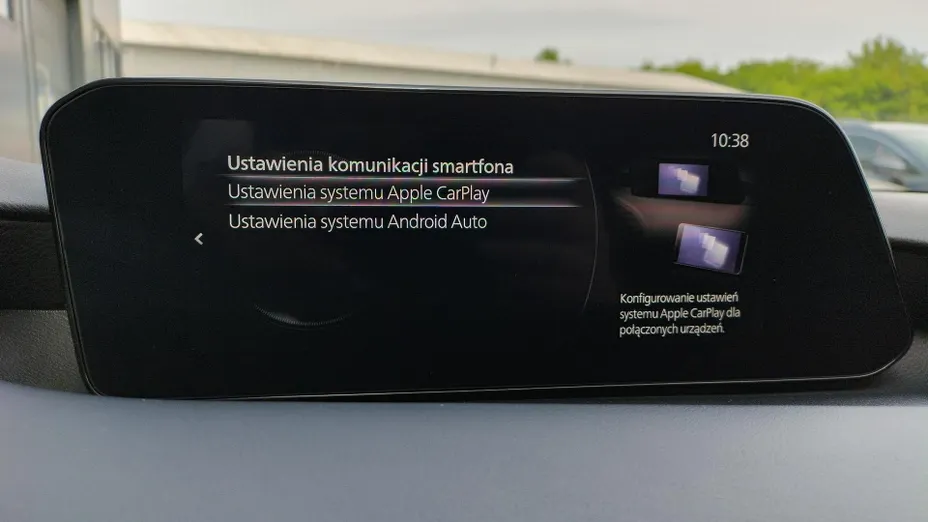 10:38
Ustawienia komunikacji smartfona
Ustawienia systemu Apple CarPlay
Ustawienia systemu Android Auto
Konfigurowanie ustawień
systemu Apple CarPlay dla
połączonych urządzeń.